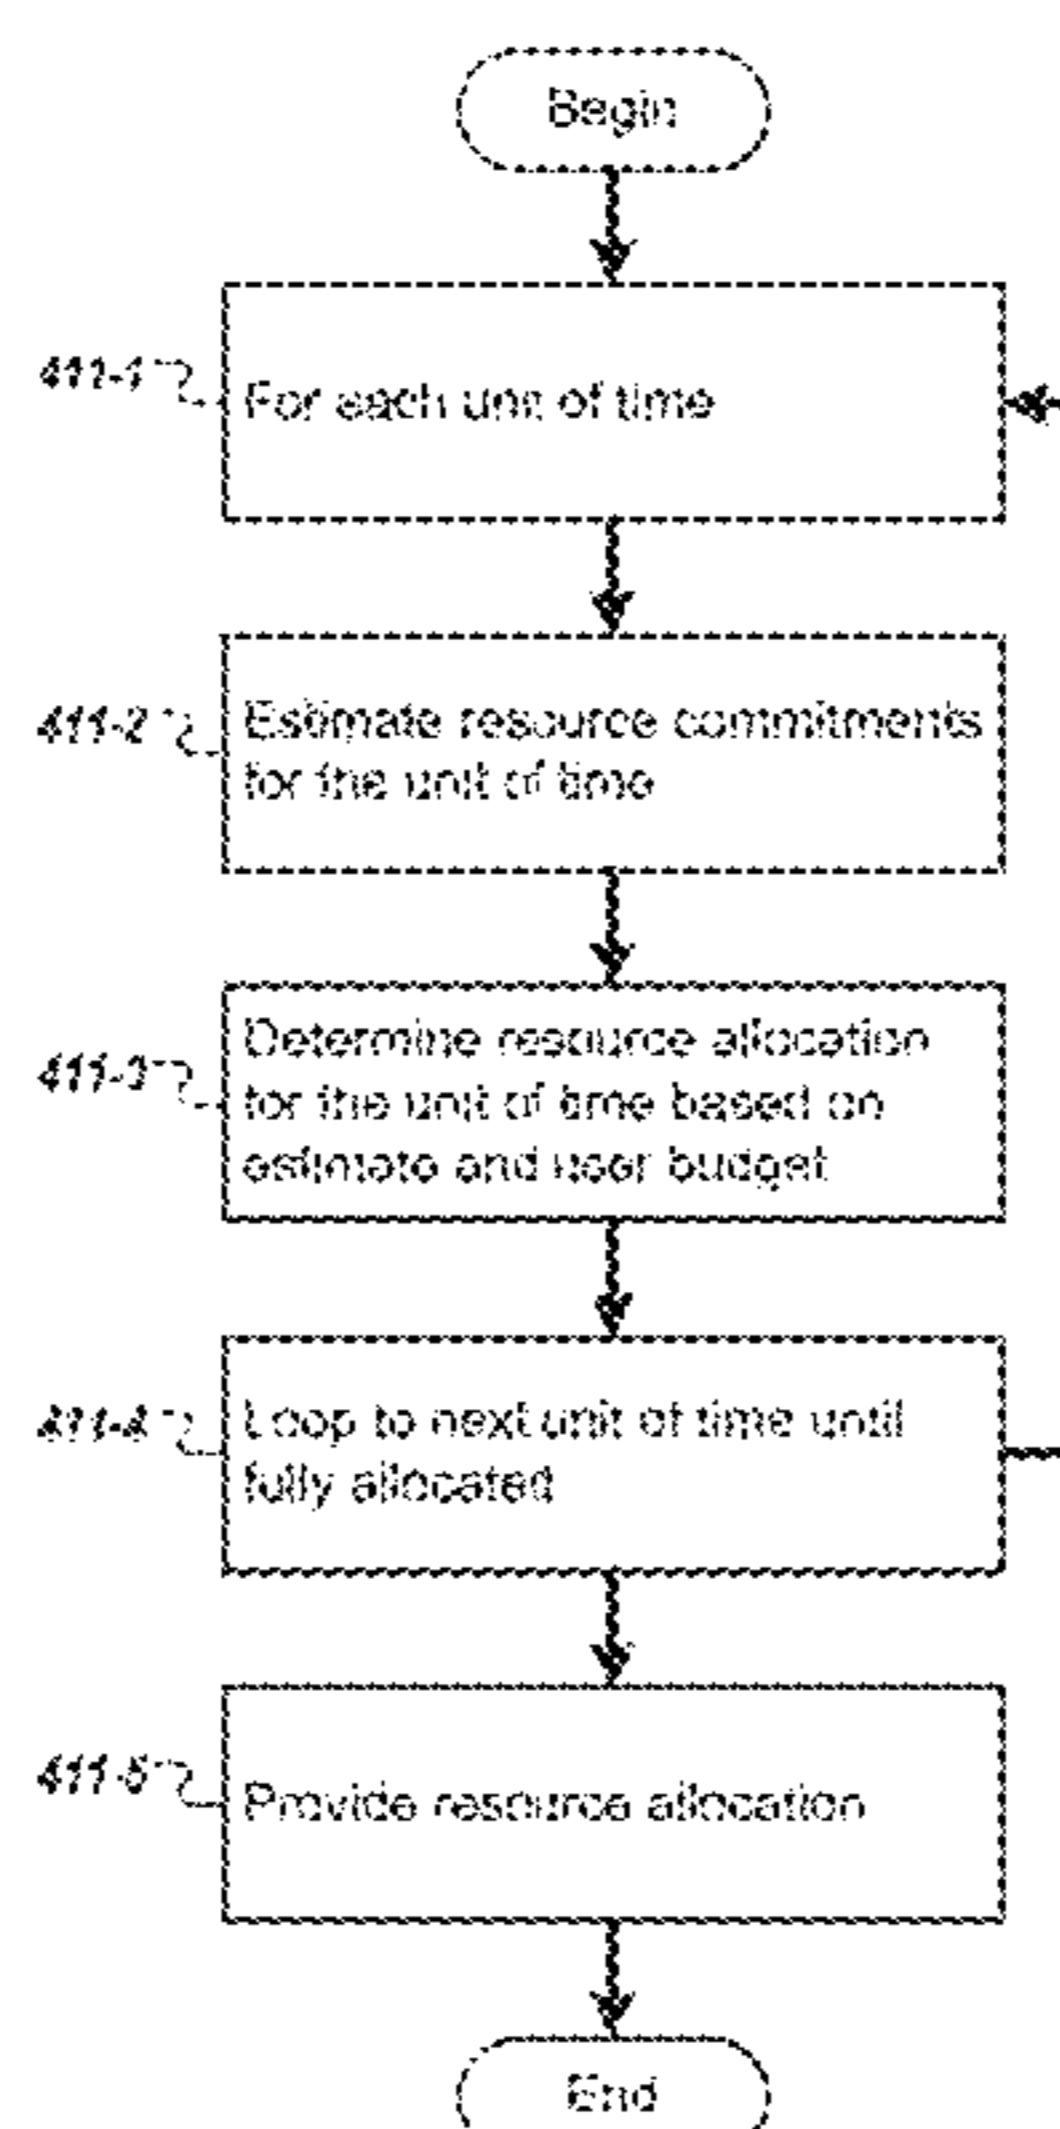 Begin
411-1
For each unit of time
411-2
Estimate resource commitments
for the unit of time
411-3
Determine resource allocation
for the unit of time based on
estimate and user budget
411-4
Loop to next unit of time until
fully allocated
411-5
Provide resource allocation
End